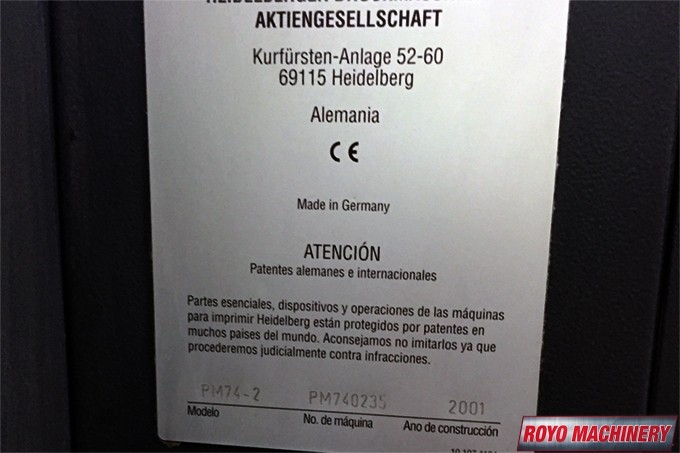 AKTIENGESELLSCHAFT
Kurfürsten-Anlage 52-60
69115 Heidelberg
Alemania
CE
Made in Germany
ATENCIÓN
Patentes alemanes e internacionales
Partes esenciales, dispositivos y operaciones de las máquinas
para imprimir Heidelberg están protegidos por patentes en
muchos paises del mundo. Aconsejamos no imitarlos ya que
procederemos judicialmente contra infracciones.
PM74-2 PM740235 2001
Modelo No. de máquina Ano de construcción
ROYO MACHINERY